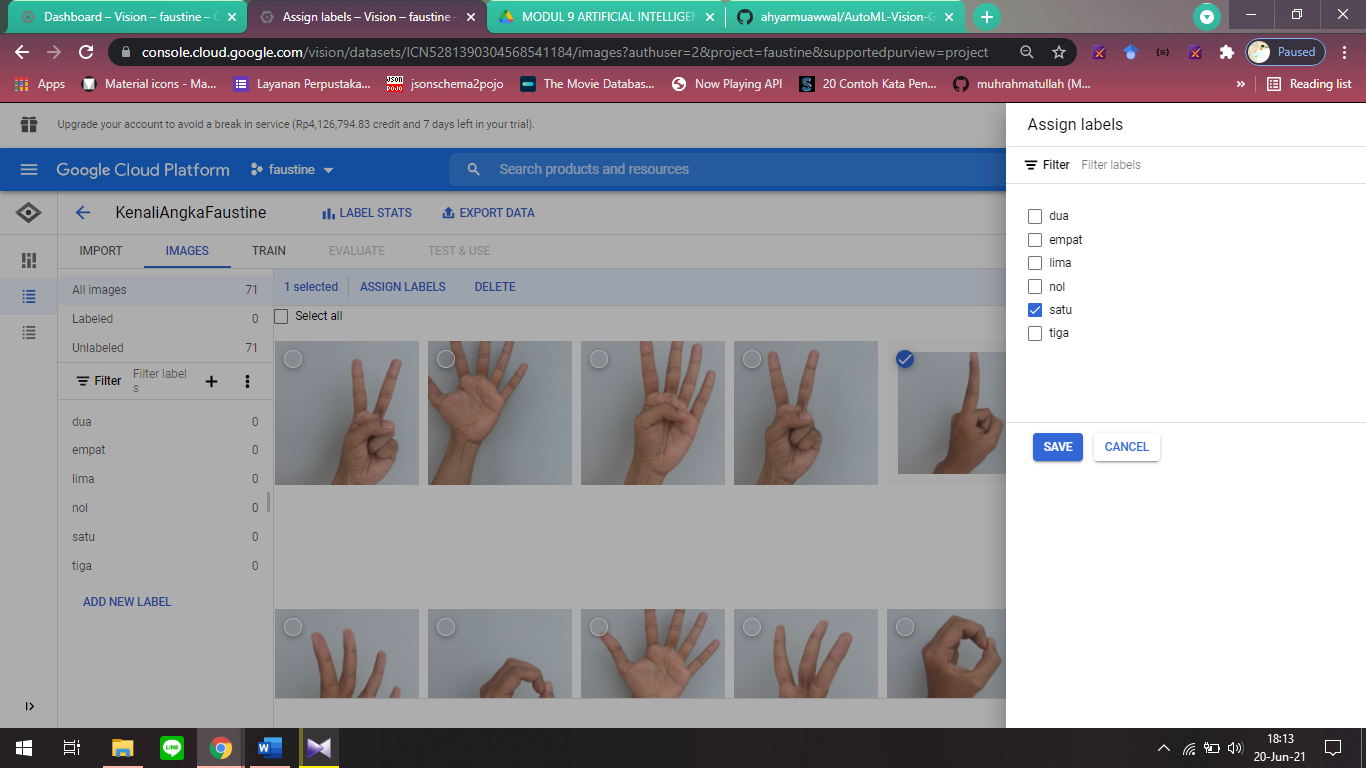 Dashboard – Vision – faustine – G
Assign labels – Vision – faustine –
MODUL 9 ARTIFICIAL INTELLIGEN
ahyarmuawwal/AutoML-Vision-G
console.cloud.google.com/vision/datasets/ICN5281390304568541184/images?authuser=2&project=faustine&supportedpurview=project
Paused
Apps
Material icons - Ma...
Layanan Perpustaka...
jsonschema2pojo
The Movie Databas...
Now Playing API
20 Contoh Kata Pen...
muhrahmatullah (M...
»
Reading list
Upgrade your account to avoid a break in service (Rp4,126,794.83 credit and 7 days left in your trial).
Google Cloud Platform
faustine
Search products and resources
KenaliAngkaFaustine
LABEL STATS
EXPORT DATA
IMPORT
IMAGES
TRAIN
EVALUATE
TEST & USE
All images 71
Labeled 0
Unlabeled 71
Filter
Filter label
s
dua 0
empat 0
lima 0
nol 0
satu 0
tiga 0
ADD NEW LABEL
1 selected
ASSIGN LABELS
DELETE
Select all
Assign labels
Filter Filter labels
dua
empat
lima
nol
satu
tiga
SAVE
CANCEL
LINE
18:13
20-Jun-21